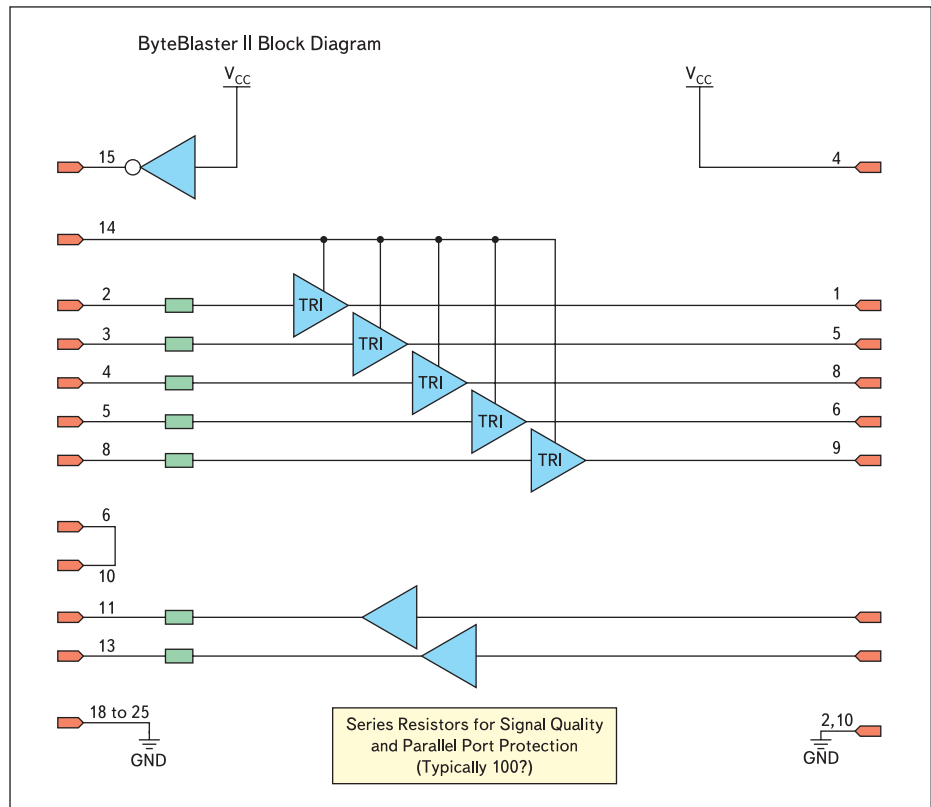 ByteBlaster II Block Diagram
VCC
VCC
15
4
14
2
TRI
1
3
TRI
5
4
TRI
8
5
TRI
6
8
TRI
9
6
10
11
13
18 to 25
GND
Series Resistors for Signal Quality
and Parallel Port Protection
(Typically 100?)
2,10
GND